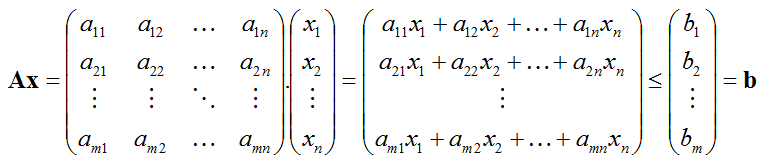 Ax = ( a₁₁ a₁₂ … a₁ₙ ) . ( x₁ ) = ( a₁₁x₁ + a₁₂x₂ + … + a₁ₙxₙ ) ≤ ( b₁ ) = b
a₂₁ a₂₂ … a₂ₙ x₂ a₂₁x₁ + a₂₂x₂ + … + a₂ₙxₙ b₂
⋮ ⋮ ⋱ ⋮ ⋮ ⋮ ⋮
aₘ₁ aₘ₂ … aₘₙ xₙ aₘ₁x₁ + aₘ₂x₂ + … + aₘₙxₙ bₘ